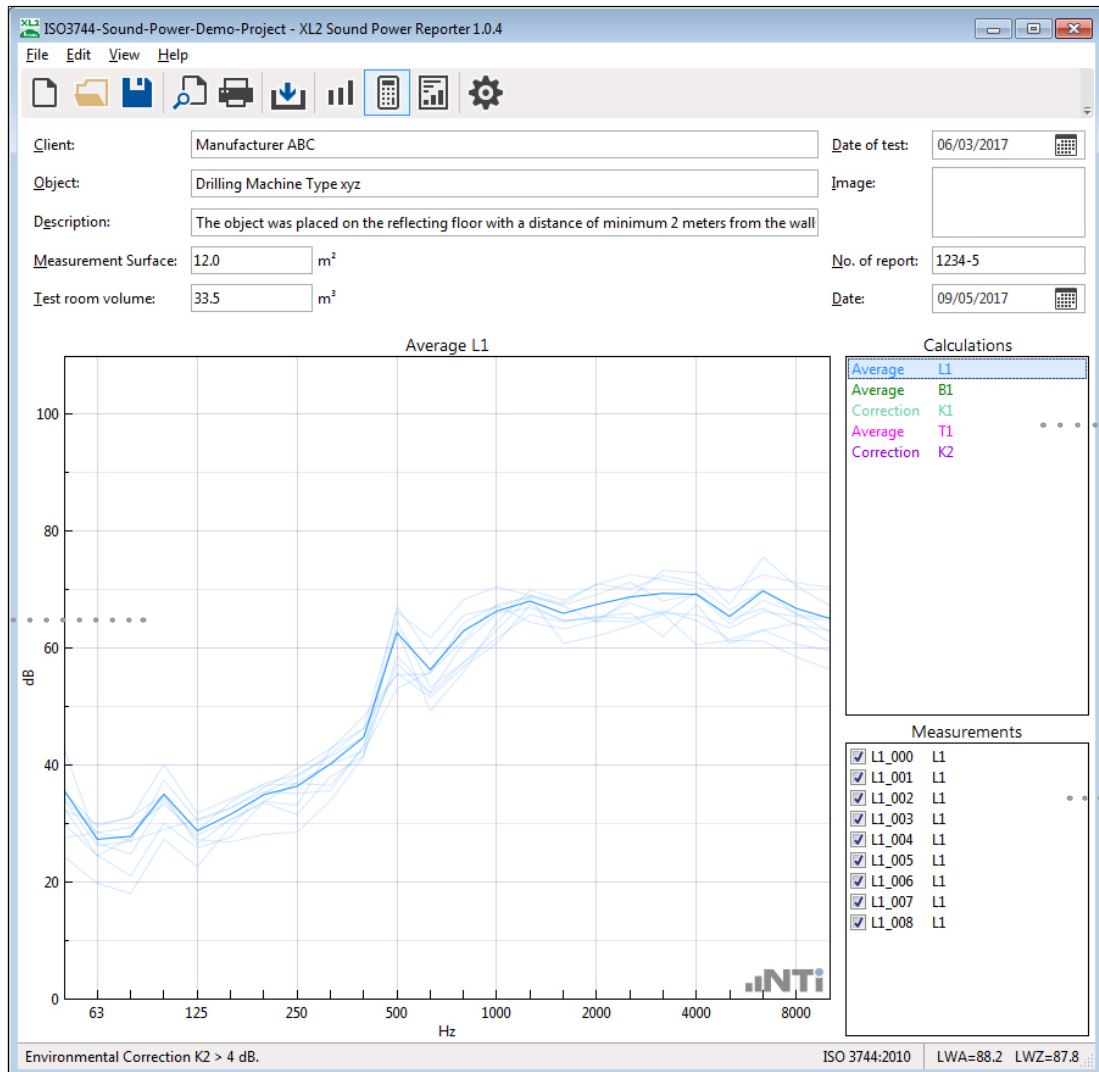 XL2
ISO3744-Sound-Power-Demo-Project - XL2 Sound Power Reporter 1.0.4
File Edit View Help
Client: Manufacturer ABC Date of test: 06/03/2017
Object: Drilling Machine Type xyz Image:
Description: The object was placed on the reflecting floor with a distance of minimum 2 meters from the wall
Measurement Surface: 12.0 m² No. of report: 1234-5
Test room volume: 33.5 m³ Date: 09/05/2017
Average L1
100
80
60
40
20
0
dB
63 125 250 500 1000 2000 4000 8000
Hz
NTi
Calculations
Average L1
Average B1
Correction K1
Average T1
Correction K2
Measurements
L1_000 L1
L1_001 L1
L1_002 L1
L1_003 L1
L1_004 L1
L1_005 L1
L1_006 L1
L1_007 L1
L1_008 L1
Environmental Correction K2 > 4 dB. ISO 3744:2010 LWA=88.2 LWZ=87.8